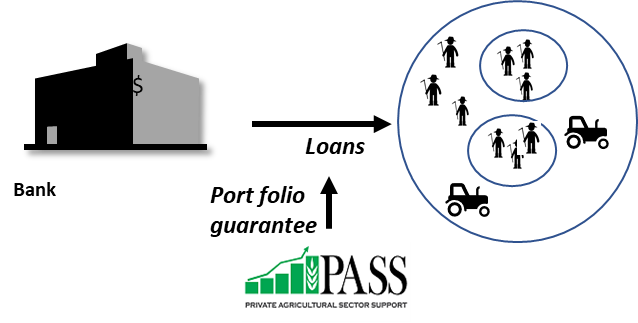 $
Loans
Bank
Port folio
guarantee
PASS
PRIVATE AGRICULTURAL SECTOR SUPPORT